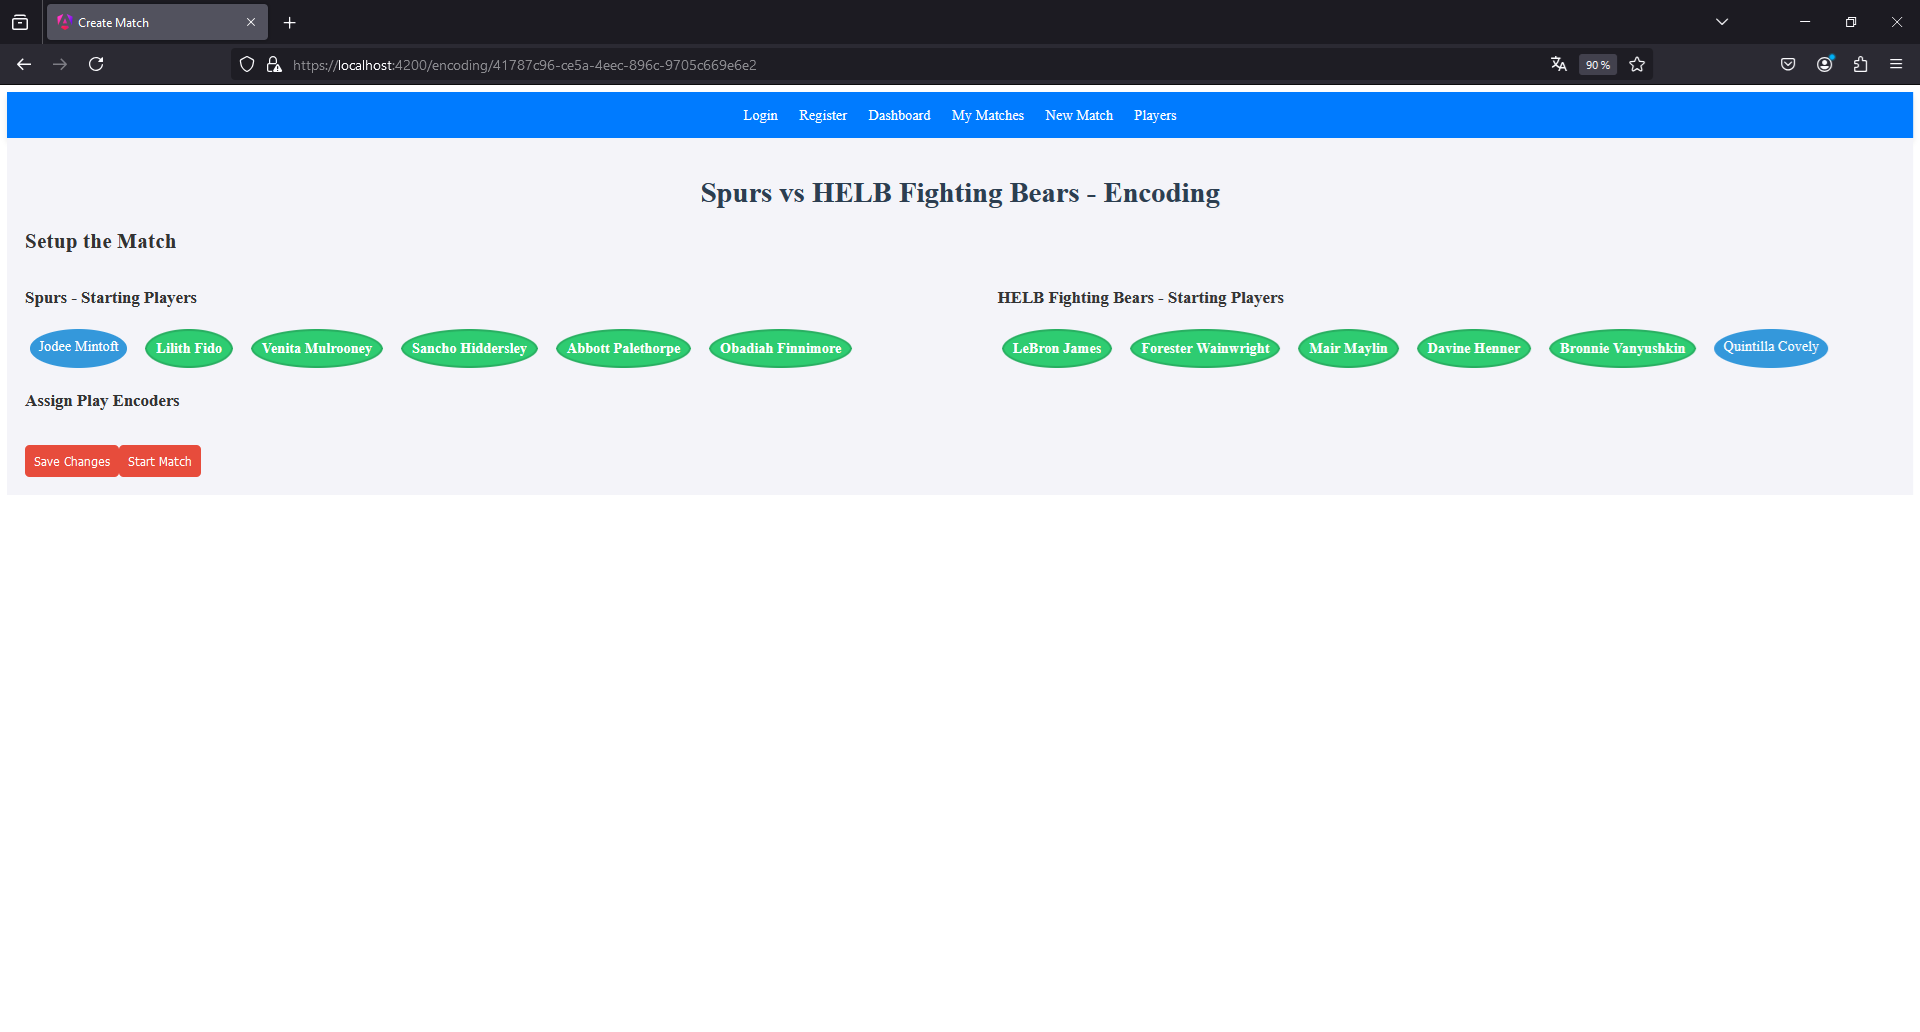 Create Match
https://localhost:4200/encoding/41787c96-ce5a-4eec-896c-9705c669e6e2
90 %
Login Register Dashboard My Matches New Match Players
Spurs vs HELB Fighting Bears - Encoding
Setup the Match
Spurs - Starting Players
Jodee Mintoft Lilith Fido Venita Mulrooney Sancho Hiddersley Abbott Palethorpe Obadiah Finnimore
HELB Fighting Bears - Starting Players
LeBron James Forester Wainwright Mair Maylin Davine Henner Bronnie Vanyushkin Quintilla Covely
Assign Play Encoders
Save Changes Start Match